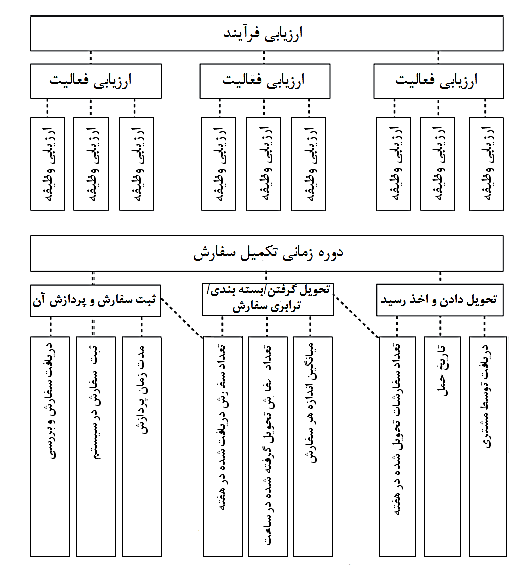 ارزیابی فرآیند
ارزیابی فعالیت
ارزیابی فعالیت
ارزیابی فعالیت
ارزیابی وظیفه
ارزیابی وظیفه
ارزیابی وظیفه
ارزیابی وظیفه
ارزیابی وظیفه
ارزیابی وظیفه
ارزیابی وظیفه
ارزیابی وظیفه
ارزیابی وظیفه
دوره زمانی تکمیل سفارش
تحویل دادن و اخذ رسید
تحویل گرفتن/بسته بندی/
ترابری سفارش
ثبت سفارش و پردازش آن
دریافت توسط مشتری
تاریخ حمل
تعداد سفارشات تحویل شده در هفته
میانگین اندازه هر سفارش
تعداد سفارش تحویل گرفته شده در ساعت
تعداد سفارش دریافت شده در هفته
مدت زمان پردازش
ثبت سفارش در سیستم
دریافت سفارش و بررسی